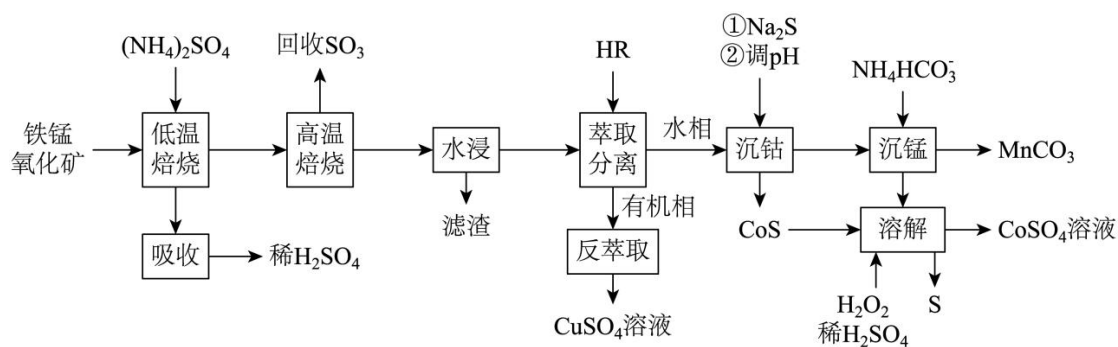 (NH₄)₂SO₄
回收SO₃
HR
①Na₂S
②调pH
NH₄HCO₃⁻
铁锰
氧化矿
低温
焙烧
高温
焙烧
水浸
萃取
分离
水相
沉钴
沉锰
MnCO₃
滤渣
有机相
吸收
稀H₂SO₄
反萃取
CoS
溶解
CoSO₄溶液
CuSO₄溶液
H₂O₂
稀H₂SO₄
S